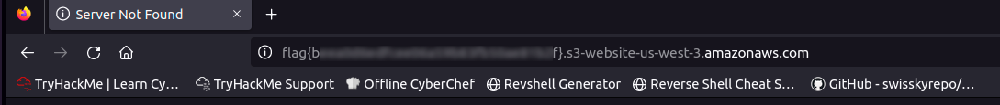 Server Not Found
flag{b f}.s3-website-us-west-3.amazonaws.com
TryHackMe | Learn Cy… TryHackMe Support Offline CyberChef Revshell Generator Reverse Shell Cheat S… GitHub - swisskyrepo/…